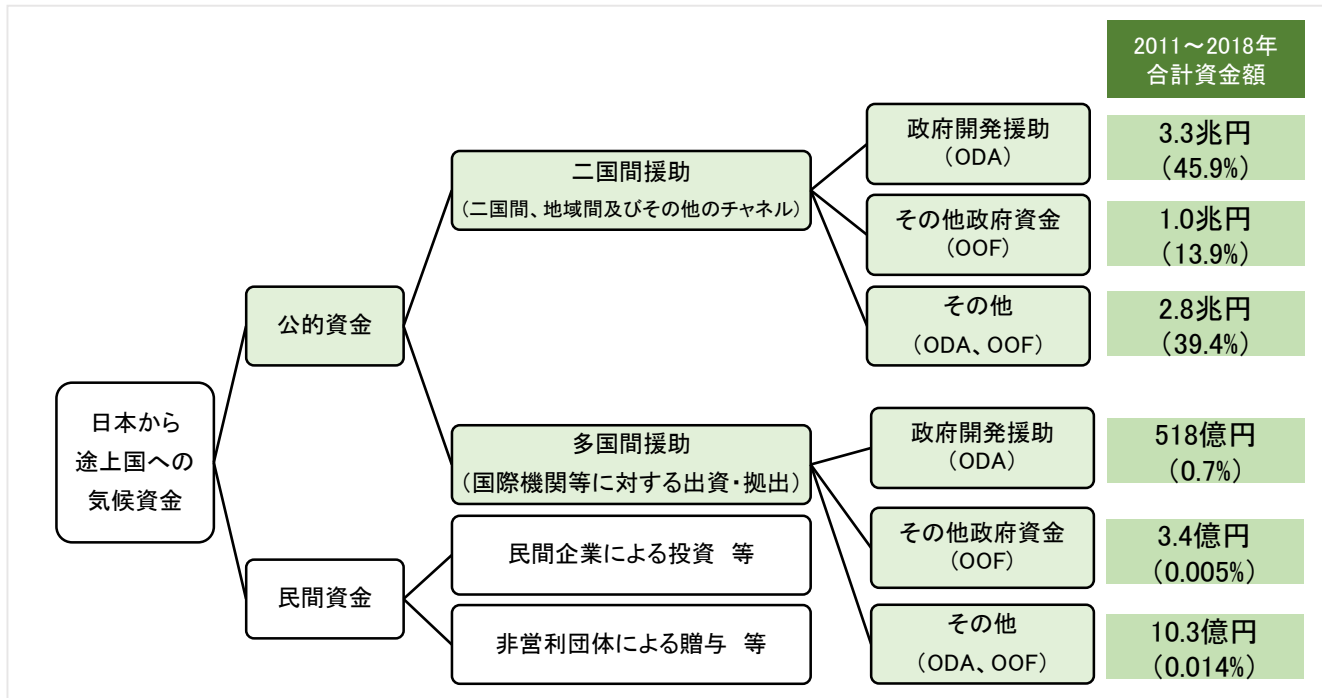 2011～2018年
合計資金額
政府開発援助
（ODA）
3.3兆円
（45.9%）
二国間援助
（二国間、地域間及びその他のチャネル）
その他政府資金
（OOF）
1.0兆円
（13.9%）
公的資金
その他
（ODA、OOF）
2.8兆円
（39.4%）
日本から
途上国への
気候資金
多国間援助
（国際機関等に対する出資・拠出）
政府開発援助
（ODA）
518億円
（0.7%）
民間企業による投資　等
その他政府資金
（OOF）
3.4億円
（0.005%）
民間資金
非営利団体による贈与　等
その他
（ODA、OOF）
10.3億円
（0.014%）